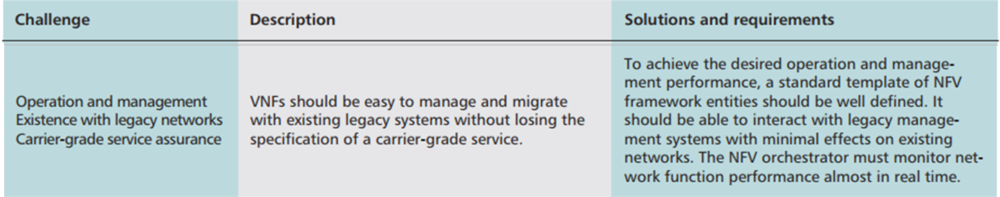 Challenge
Description
Solutions and requirements
Operation and management
Existence with legacy networks
Carrier-grade service assurance
VNFs should be easy to manage and migrate
with existing legacy systems without losing the
specification of a carrier-grade service.
To achieve the desired operation and manage-
ment performance, a standard template of NFV
framework entities should be well defined. It
should be able to interact with legacy manage-
ment systems with minimal effects on existing
networks. The NFV orchestrator must monitor net-
work function performance almost in real time.